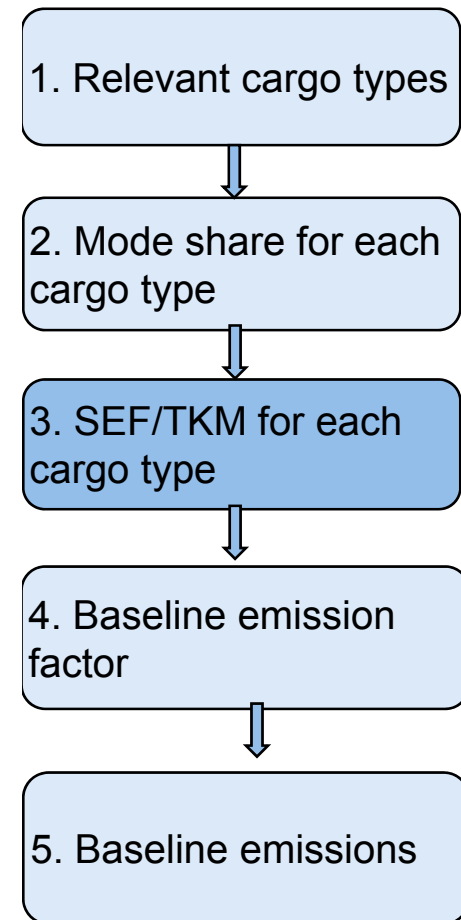 1. Relevant cargo types
2. Mode share for each
cargo type
3. SEF/TKM for each
cargo type
4. Baseline emission
factor
5. Baseline emissions